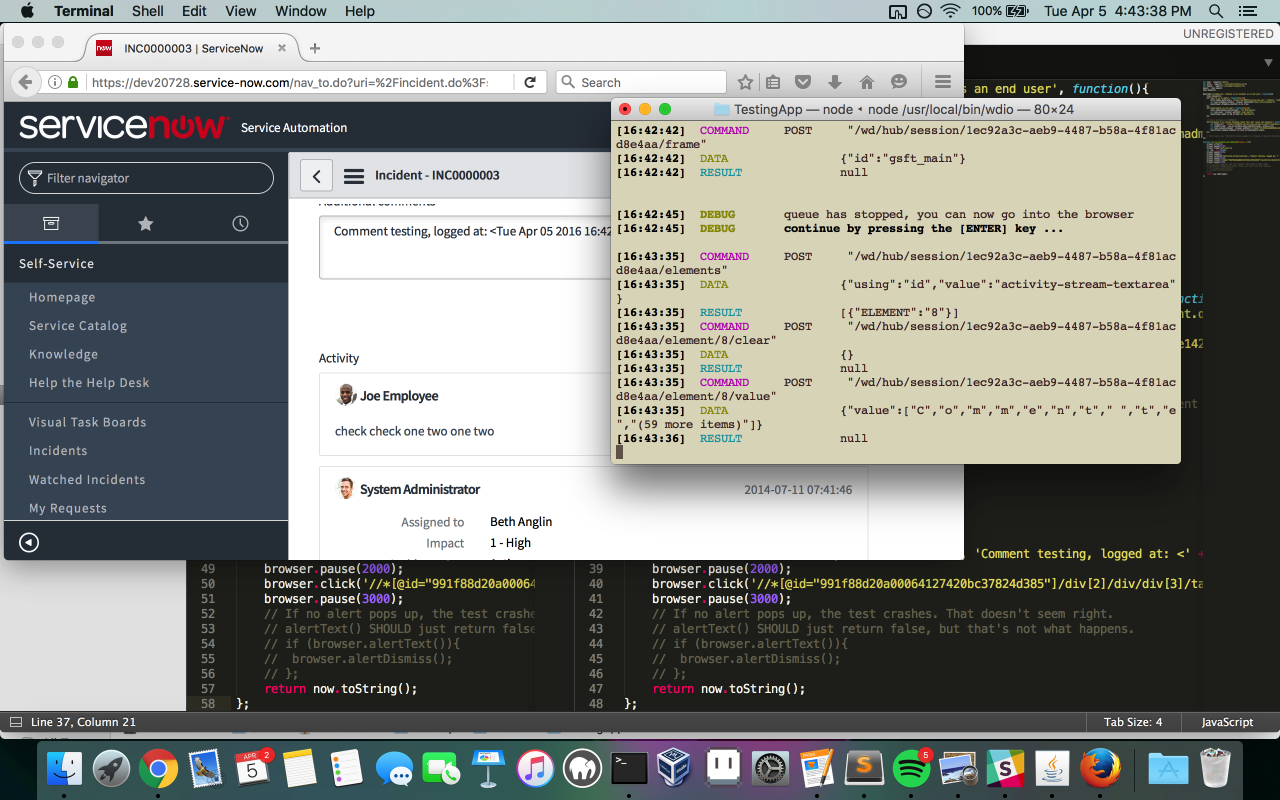 Terminal Shell Edit View Window Help 100% Tue Apr 5 4:43:38 PM
UNREGISTERED
now INC0000003 | ServiceNow
https://dev20728.service-now.com/nav_to.do?uri=%2Fincident.do%3F: Search
servicenow Service Automation
Filter navigator
Self-Service
Homepage
Service Catalog
Knowledge
Help the Help Desk
Visual Task Boards
Incidents
Watched Incidents
My Requests
Incident - INC0000003
Additional comments
Comment testing, logged at: <Tue Apr 05 2016 16:42
Activity
Joe Employee
check check one two one two
System Administrator 2014-07-11 07:41:46
Assigned to Beth Anglin
Impact 1 - High
s an end user', function(){
TestingApp — node • node /usr/local/bin/wdio — 80×24
[16:42:42] COMMAND POST "/wd/hub/session/1ec92a3c-aeb9-4487-b58a-4f81ac
d8e4aa/frame"
[16:42:42] DATA {"id":"gsft_main"}
[16:42:42] RESULT null
[16:42:45] DEBUG queue has stopped, you can now go into the browser
[16:42:45] DEBUG continue by pressing the [ENTER] key ...
[16:43:35] COMMAND POST "/wd/hub/session/1ec92a3c-aeb9-4487-b58a-4f81ac
d8e4aa/elements"
[16:43:35] DATA {"using":"id","value":"activity-stream-textarea"
}
[16:43:35] RESULT [{"ELEMENT":"8"}]
[16:43:35] COMMAND POST "/wd/hub/session/1ec92a3c-aeb9-4487-b58a-4f81ac
d8e4aa/element/8/clear"
[16:43:35] DATA {}
[16:43:35] RESULT null
[16:43:35] COMMAND POST "/wd/hub/session/1ec92a3c-aeb9-4487-b58a-4f81ac
d8e4aa/element/8/value"
[16:43:35] DATA {"value":["C","o","m","m","e","n","t"," ","t","e
","(59 more items)"]}
[16:43:36] RESULT null
'Comment testing, logged at: <' +
49 browser.pause(2000);
50 browser.click('//*[@id="991f88d20a00064
51 browser.pause(3000);
52 // If no alert pops up, the test crashe
53 // alertText() SHOULD just return false
54 // if (browser.alertText()){
55 // browser.alertDismiss();
56 // };
57 return now.toString();
58 };
39 browser.pause(2000);
40 browser.click('//*[@id="991f88d20a00064127420bc37824d385"]/div[2]/div/div[3]/ta
41 browser.pause(3000);
42 // If no alert pops up, the test crashes. That doesn't seem right.
43 // alertText() SHOULD just return false, but that's not what happens.
44 // if (browser.alertText()){
45 // browser.alertDismiss();
46 // };
47 return now.toString();
48 };
Line 37, Column 21 Tab Size: 4 JavaScript
APR 5 2
5